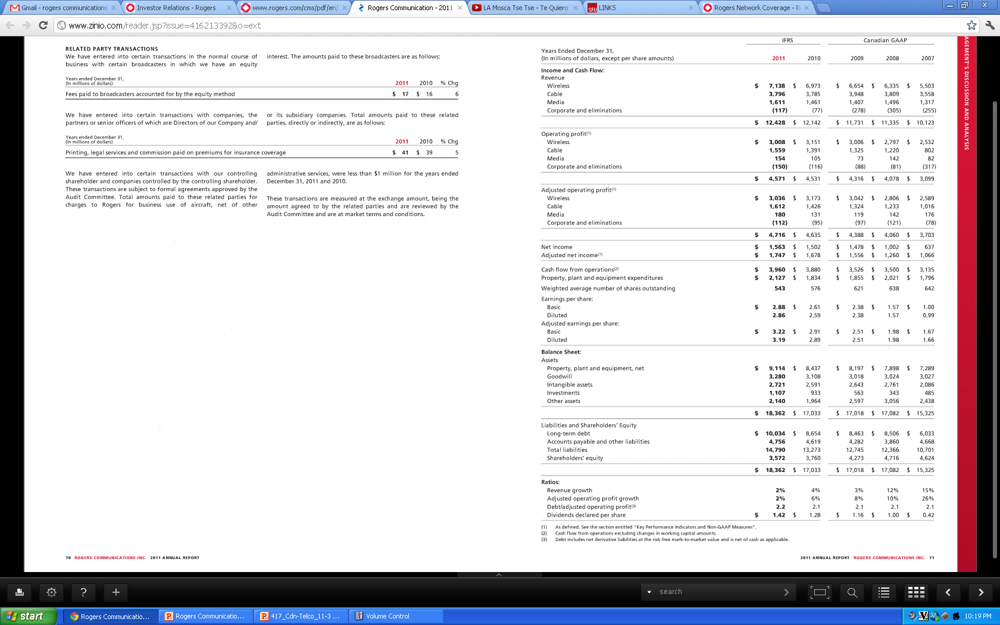 Gmail - rogers communications
Investor Relations - Rogers
www.rogers.com/cms/pdf/en/
Rogers Communication - 2011
LA Mosca Tse Tse - Te Quiero
SFU LINKS
Rogers Network Coverage - R
www.zinio.com/reader.jsp?issue=416213392&o=ext
RELATED PARTY TRANSACTIONS
We have entered into certain transactions in the normal course of
business with certain broadcasters in which we have an equity
interest. The amounts paid to these broadcasters are as follows:
Years ended December 31,
(In millions of dollars) 2011 2010 % Chg
Fees paid to broadcasters accounted for by the equity method $ 17 $ 16 6
We have entered into certain transactions with companies, the
partners or senior officers of which are Directors of our Company and/
or its subsidiary companies. Total amounts paid to these related
parties, directly or indirectly, are as follows:
Years ended December 31,
(In millions of dollars) 2011 2010 % Chg
Printing, legal services and commission paid on premiums for insurance coverage $ 41 $ 39 5
We have entered into certain transactions with our controlling
shareholder and companies controlled by the controlling shareholder.
These transactions are subject to formal agreements approved by the
Audit Committee. Total amounts paid to these related parties for
charges to Rogers for business use of aircraft, net of other
administrative services, were less than $1 million for the years ended
December 31, 2011 and 2010.
These transactions are measured at the exchange amount, being the
amount agreed to by the related parties and are reviewed by the
Audit Committee and are at market terms and conditions.
70 ROGERS COMMUNICATIONS INC. 2011 ANNUAL REPORT
IFRS Canadian GAAP
Years Ended December 31,
(In millions of dollars, except per share amounts) 2011 2010 2009 2008 2007
Income and Cash Flow:
Revenue
Wireless $ 7,138 $ 6,973 $ 6,654 $ 6,335 $ 5,503
Cable 3,796 3,785 3,948 3,809 3,558
Media 1,611 1,461 1,407 1,496 1,317
Corporate and eliminations (117) (77) (278) (305) (255)
$ 12,428 $ 12,142 $ 11,731 $ 11,335 $ 10,123
Operating profit(1)
Wireless $ 3,008 $ 3,151 $ 3,006 $ 2,797 $ 2,532
Cable 1,559 1,391 1,325 1,220 802
Media 154 105 73 142 82
Corporate and eliminations (150) (116) (88) (81) (317)
$ 4,571 $ 4,531 $ 4,316 $ 4,078 $ 3,099
Adjusted operating profit(1)
Wireless $ 3,036 $ 3,173 $ 3,042 $ 2,806 $ 2,589
Cable 1,612 1,426 1,324 1,233 1,016
Media 180 131 119 142 176
Corporate and eliminations (112) (95) (97) (121) (78)
$ 4,716 $ 4,635 $ 4,388 $ 4,060 $ 3,703
Net income $ 1,563 $ 1,502 $ 1,478 $ 1,002 $ 637
Adjusted net income(1) $ 1,747 $ 1,678 $ 1,556 $ 1,260 $ 1,066
Cash flow from operations(2) $ 3,960 $ 3,880 $ 3,526 $ 3,500 $ 3,135
Property, plant and equipment expenditures $ 2,127 $ 1,834 $ 1,855 $ 2,021 $ 1,796
Weighted average number of shares outstanding 543 576 621 638 642
Earnings per share:
Basic $ 2.88 $ 2.61 $ 2.38 $ 1.57 $ 1.00
Diluted 2.86 2.59 2.38 1.57 0.99
Adjusted earnings per share:
Basic $ 3.22 $ 2.91 $ 2.51 $ 1.98 $ 1.67
Diluted 3.19 2.89 2.51 1.98 1.66
Balance Sheet:
Assets
Property, plant and equipment, net $ 9,114 $ 8,437 $ 8,197 $ 7,898 $ 7,289
Goodwill 3,280 3,108 3,018 3,024 3,027
Intangible assets 2,721 2,591 2,643 2,761 2,086
Investments 1,107 933 563 343 485
Other assets 2,140 1,964 2,597 3,056 2,438
$ 18,362 $ 17,033 $ 17,018 $ 17,082 $ 15,325
Liabilities and Shareholders' Equity
Long-term debt $ 10,034 $ 8,654 $ 8,463 $ 8,506 $ 6,033
Accounts payable and other liabilities 4,756 4,619 4,282 3,860 4,668
Total liabilities 14,790 13,273 12,745 12,366 10,701
Shareholders' equity 3,572 3,760 4,273 4,716 4,624
$ 18,362 $ 17,033 $ 17,018 $ 17,082 $ 15,325
Ratios:
Revenue growth 2% 4% 3% 12% 15%
Adjusted operating profit growth 2% 6% 8% 10% 26%
Debt/adjusted operating profit(3) 2.2 2.1 2.1 2.1 2.1
Dividends declared per share $ 1.42 $ 1.28 $ 1.16 $ 1.00 $ 0.42
(1) As defined. See the section entitled "Key Performance Indicators and Non-GAAP Measures".
(2) Cash flow from operations excluding changes in working capital amounts.
(3) Debt includes net derivative liabilities at the risk free mark-to-market value and is net of cash as applicable.
2011 ANNUAL REPORT ROGERS COMMUNICATIONS INC. 71
AGEMENT'S DISCUSSION AND ANALYSIS
search
start
Rogers Communicatio...
Rogers Communicatio...
417_Cdn-Telco_11-3 ...
Volume Control
10:19 PM